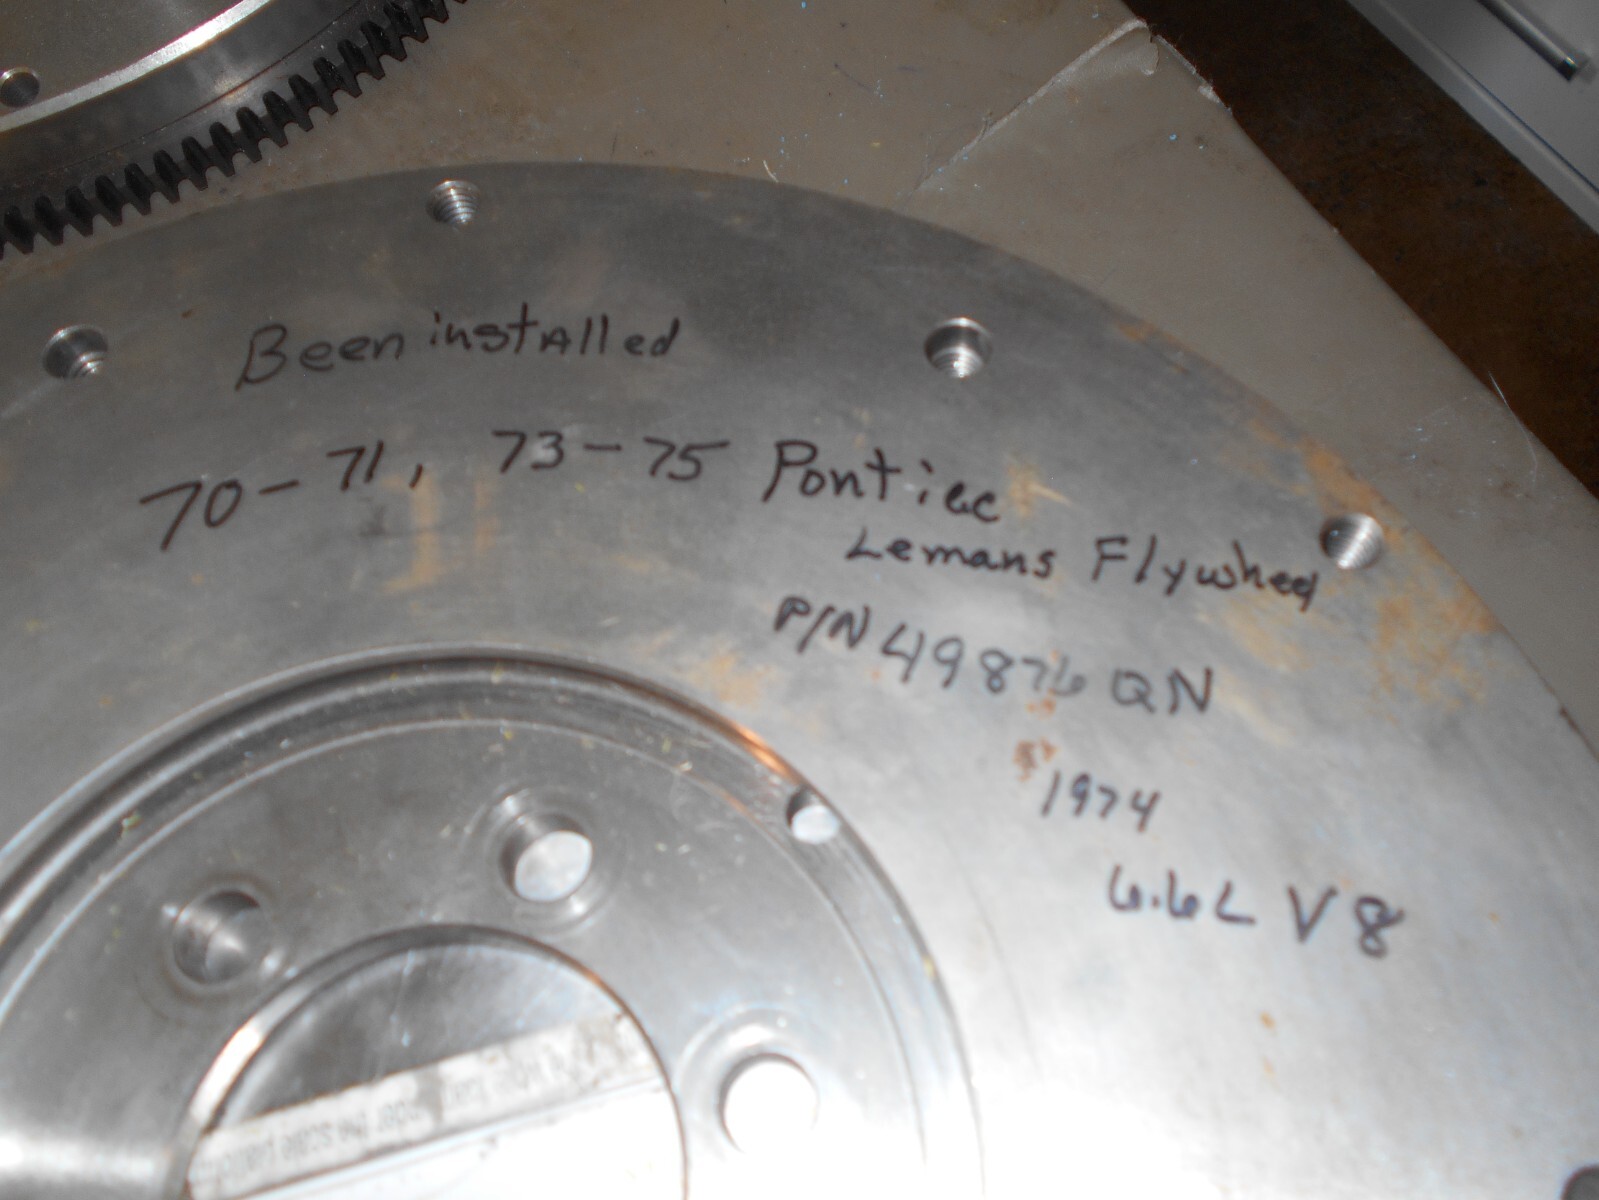 Been installed
70-71, 73-75 Pontiac
Lemans Flywheel
P/N 49876QN
1974
6.6L V8